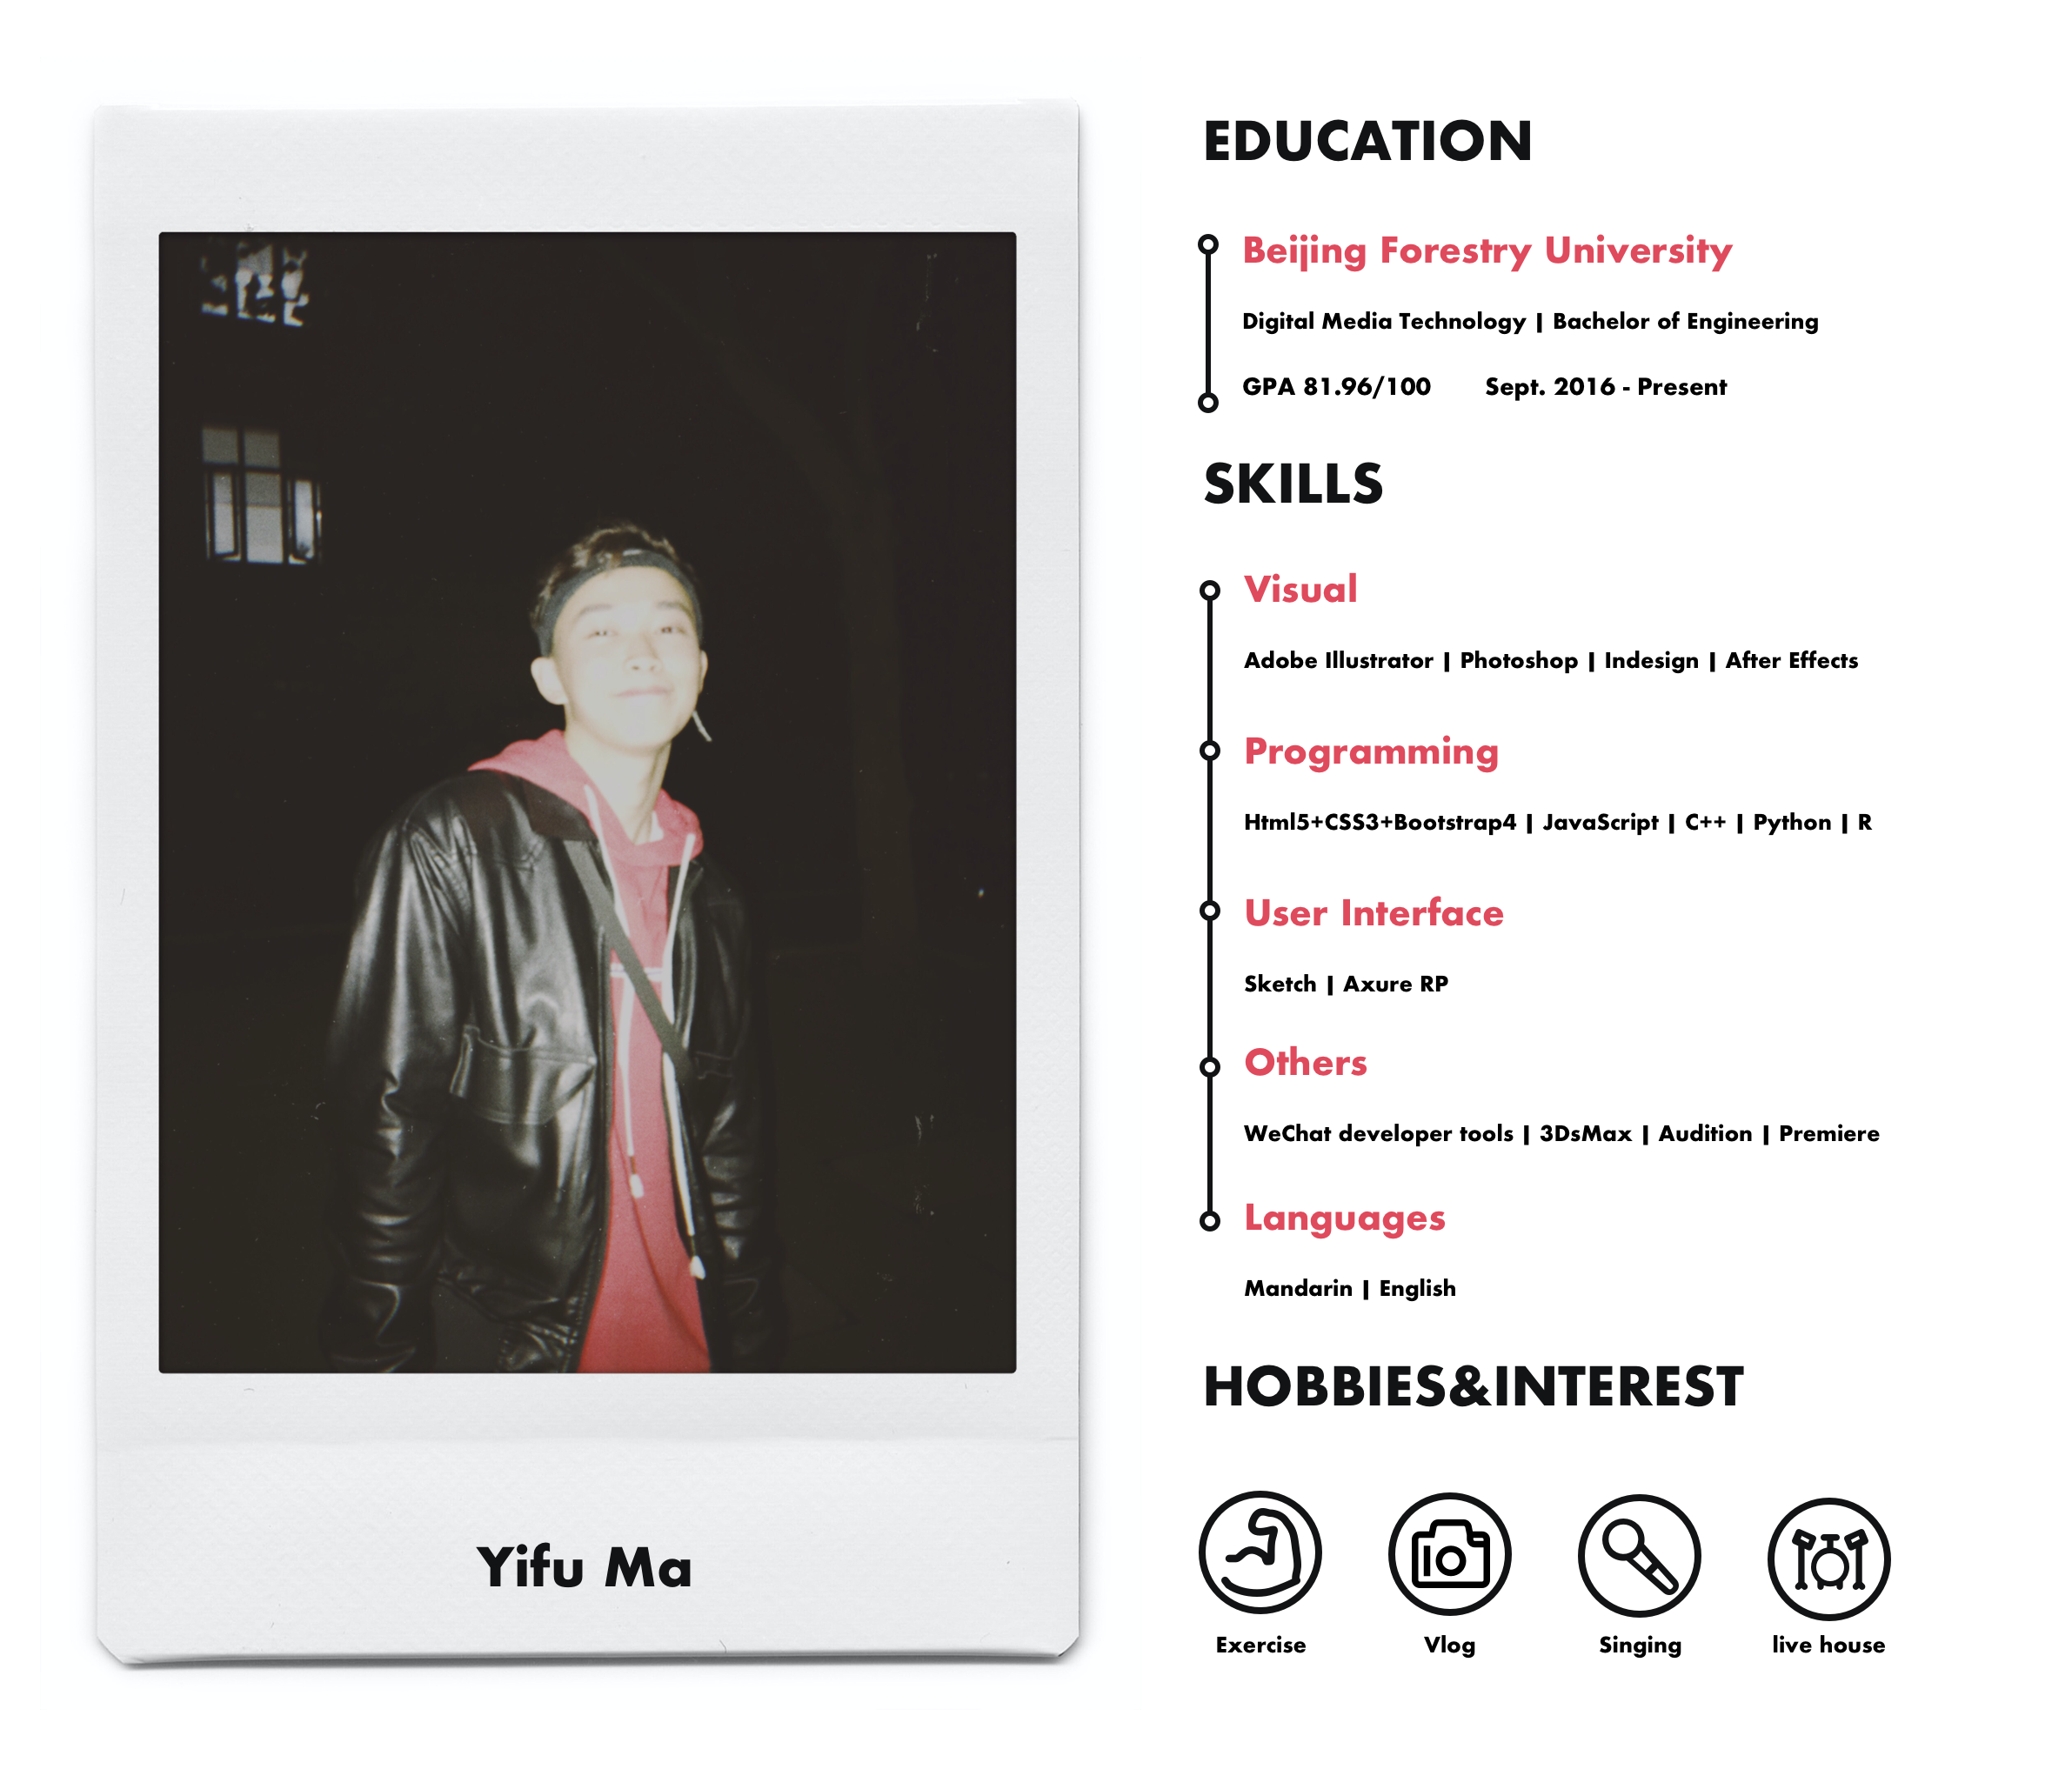 EDUCATION
Beijing Forestry University
Digital Media Technology | Bachelor of Engineering
GPA 81.96/100 Sept. 2016 - Present
SKILLS
Visual
Adobe Illustrator | Photoshop | Indesign | After Effects
Programming
Html5+CSS3+Bootstrap4 | JavaScript | C++ | Python | R
User Interface
Sketch | Axure RP
Others
WeChat developer tools | 3DsMax | Audition | Premiere
Languages
Mandarin | English
HOBBIES&INTEREST
Exercise
Vlog
Singing
live house
Yifu Ma